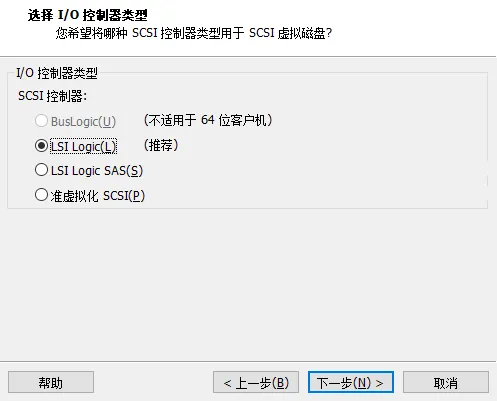 选择 I/O 控制器类型
您希望将哪种 SCSI 控制器类型用于 SCSI 虚拟磁盘?
I/O 控制器类型
SCSI 控制器:
BusLogic(U) (不适用于 64 位客户机)
LSI Logic(L) (推荐)
LSI Logic SAS(S)
准虚拟化 SCSI(P)
帮助 < 上一步(B) 下一步(N) > 取消